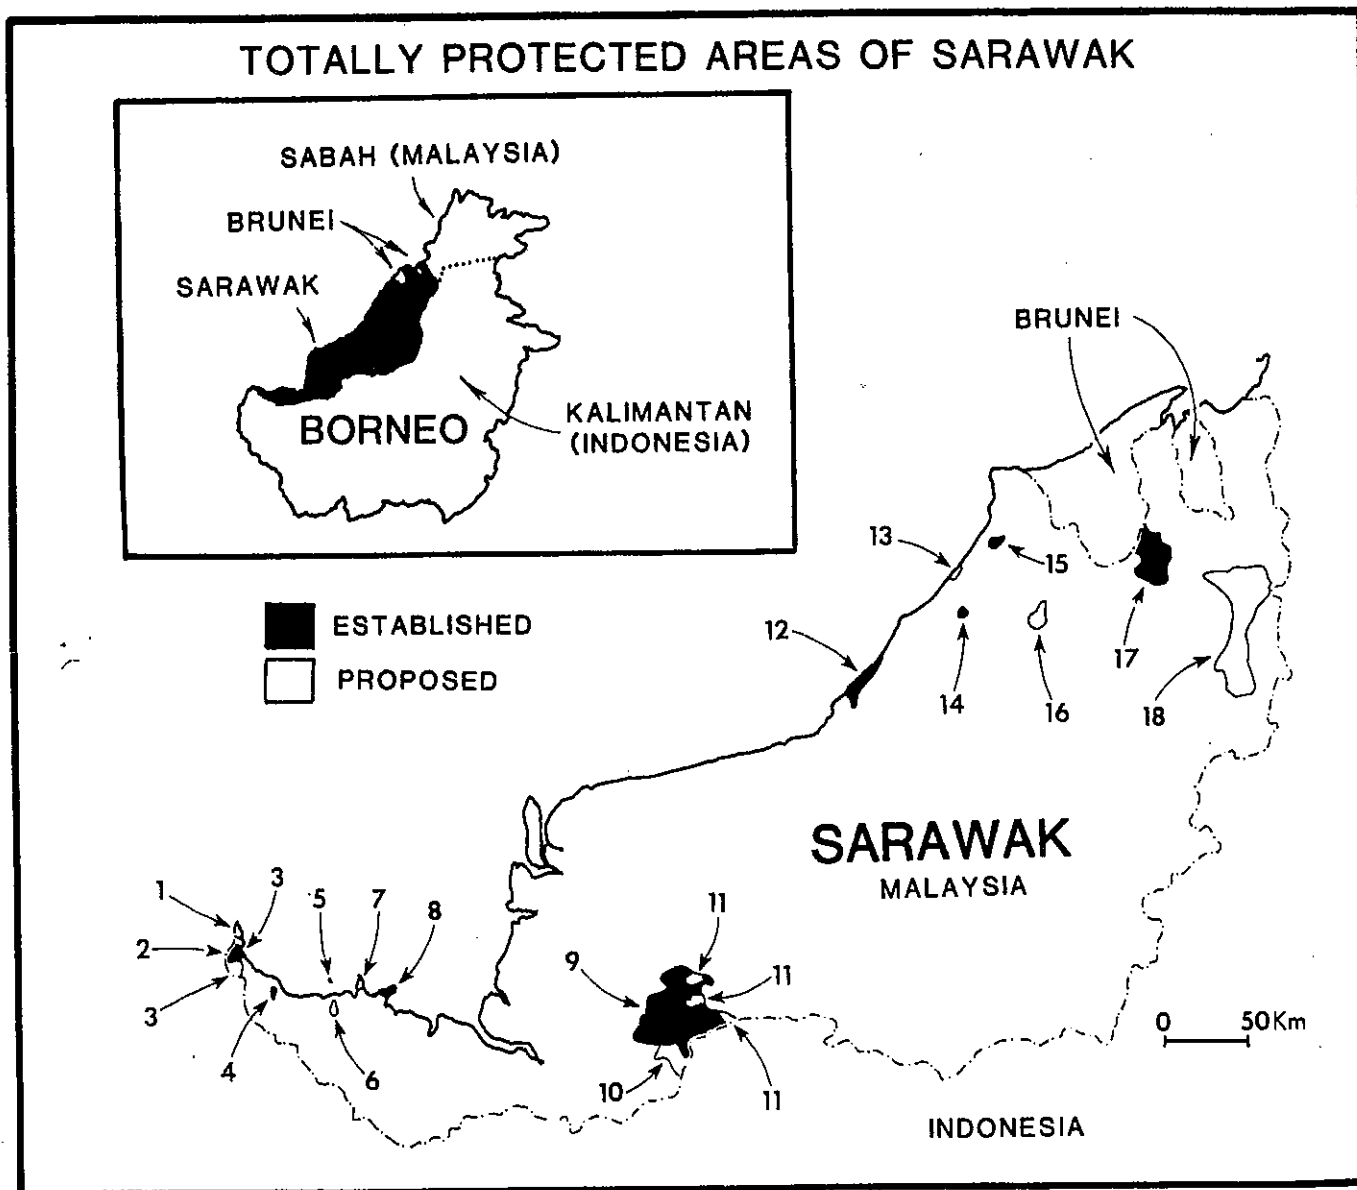 TOTALLY PROTECTED AREAS OF SARAWAK
SABAH (MALAYSIA)
BRUNEI
SARAWAK
BORNEO
KALIMANTAN
(INDONESIA)
ESTABLISHED
PROPOSED
BRUNEI
13
15
12
14
16
17
18
SARAWAK
MALAYSIA
1
3
5
7
8
2
3
4
6
9
11
11
10
11
0 50Km
INDONESIA